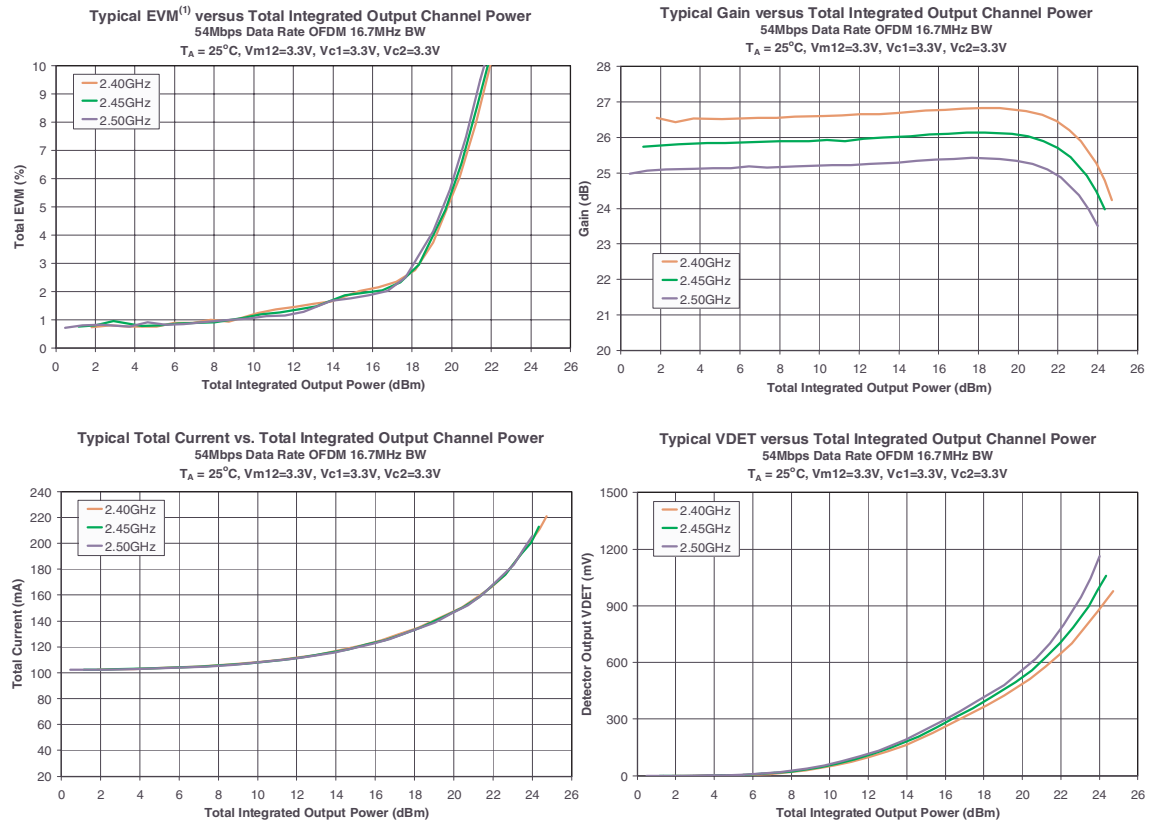 Typical EVM(1) versus Total Integrated Output Channel Power
54Mbps Data Rate OFDM 16.7MHz BW
TA = 25°C, Vm12=3.3V, Vc1=3.3V, Vc2=3.3V
Total EVM (%)
10
9
8
7
6
5
4
3
2
1
0
2.40GHz
2.45GHz
2.50GHz
0 2 4 6 8 10 12 14 16 18 20 22 24 26
Total Integrated Output Power (dBm)
Typical Gain versus Total Integrated Output Channel Power
54Mbps Data Rate OFDM 16.7MHz BW
TA = 25°C, Vm12=3.3V, Vc1=3.3V, Vc2=3.3V
Gain (dB)
28
27
26
25
24
23
22
21
20
2.40GHz
2.45GHz
2.50GHz
0 2 4 6 8 10 12 14 16 18 20 22 24 26
Total Integrated Output Power (dBm)
Typical Total Current vs. Total Integrated Output Channel Power
54Mbps Data Rate OFDM 16.7MHz BW
TA = 25°C, Vm12=3.3V, Vc1=3.3V, Vc2=3.3V
Total Current (mA)
240
220
200
180
160
140
120
100
80
60
40
20
2.40GHz
2.45GHz
2.50GHz
0 2 4 6 8 10 12 14 16 18 20 22 24 26
Total Integrated Output Power (dBm)
Typical VDET versus Total Integrated Output Channel Power
54Mbps Data Rate OFDM 16.7MHz BW
TA = 25°C, Vm12=3.3V, Vc1=3.3V, Vc2=3.3V
Detector Output VDET (mV)
1500
1200
900
600
300
0
2.40GHz
2.45GHz
2.50GHz
0 2 4 6 8 10 12 14 16 18 20 22 24 26
Total Integrated Output Power (dBm)